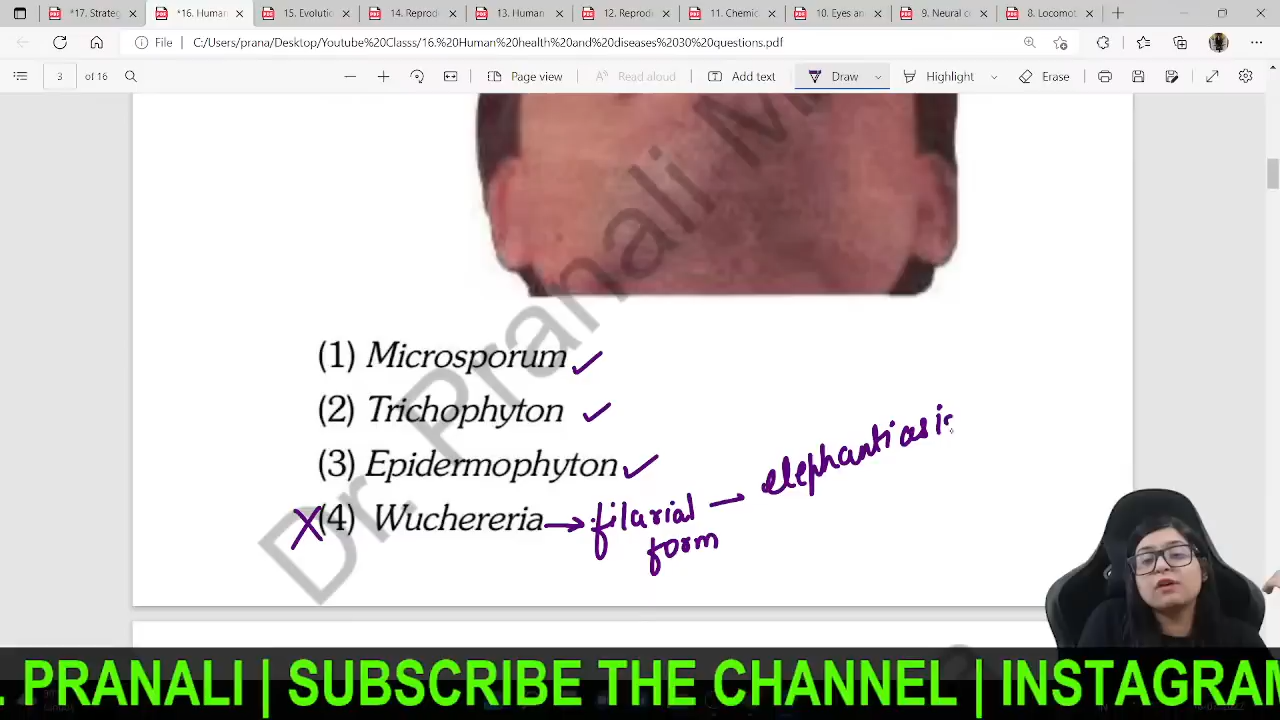 *17. Strateg
*16. Human
15. Evolutio
14. Reprod
13. Human
12. Reprod
11. Chemic
10. Eyes an
9. Neural co
8. Locomot
File
C:/Users/prana/Desktop/Youtube%20Classs/16.%20Human%20health%20and%20diseases%2030%20questions.pdf
3 of 16
Page view
Read aloud
Add text
Draw
Highlight
Erase
Dr. Pranali M
(1) Microsporum
(2) Trichophyton
(3) Epidermophyton
X(4) Wuchereria → filarial form — elephantiasis
. PRANALI | SUBSCRIBE THE CHANNEL | INSTAGRAM